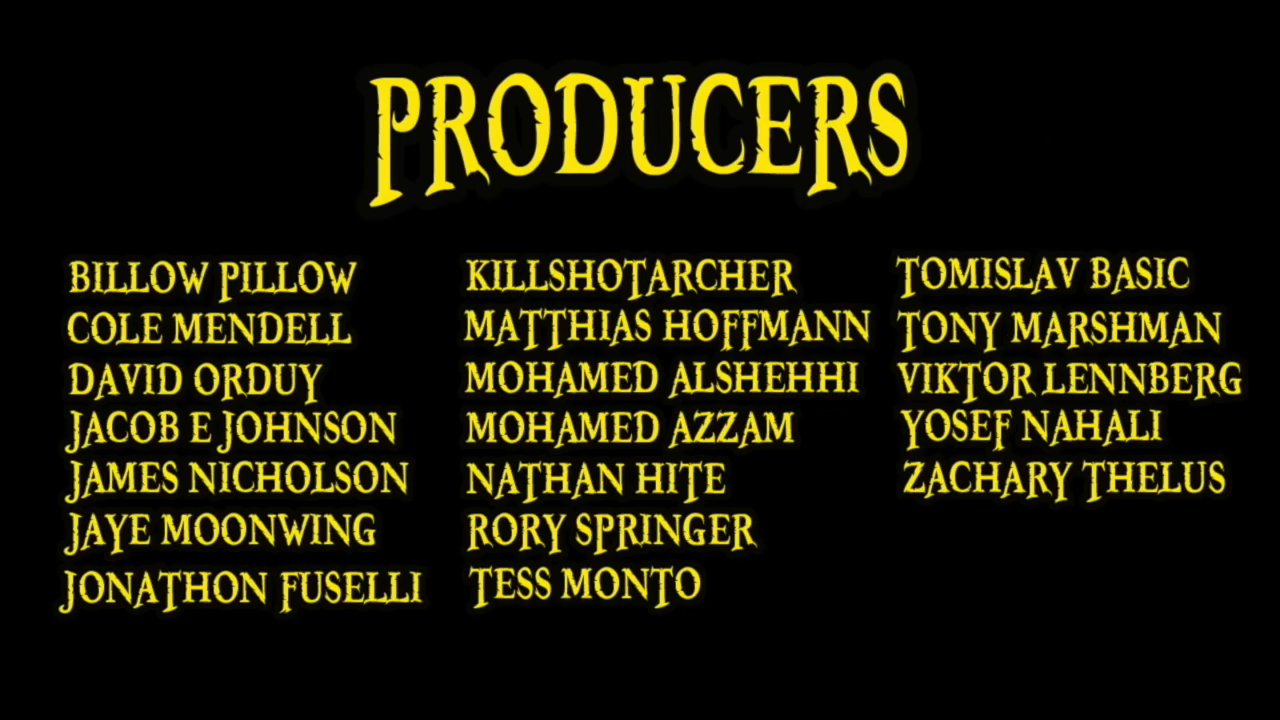 PRODUCERS
BILLOW PILLOW
COLE MENDELL
DAVID ORDUY
JACOB E JOHNSON
JAMES NICHOLSON
JAYE MOONWING
JONATHON FUSELLI
KILLSHOTARCHER
MATTHIAS HOFFMANN
MOHAMED ALSHEHHI
MOHAMED AZZAM
NATHAN HITE
RORY SPRINGER
TESS MONTO
TOMISLAV BASIC
TONY MARSHMAN
VIKTOR LENNBERG
YOSEF NAHALI
ZACHARY THELUS